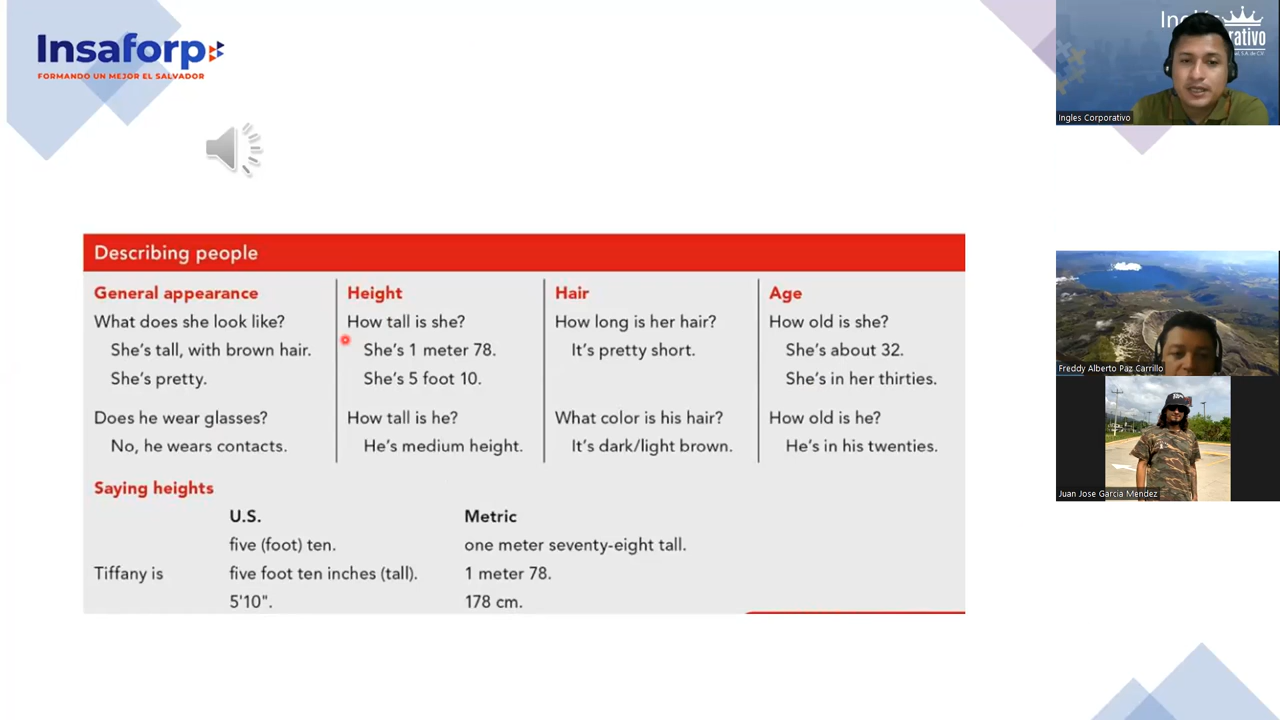 Insaforp
FORMANDO UN MEJOR EL SALVADOR
Describing people
General appearance
What does she look like?
She's tall, with brown hair.
She's pretty.
Does he wear glasses?
No, he wears contacts.
Height
How tall is she?
She's 1 meter 78.
She's 5 foot 10.
How tall is he?
He's medium height.
Hair
How long is her hair?
It's pretty short.
What color is his hair?
It's dark/light brown.
Age
How old is she?
She's about 32.
She's in her thirties.
How old is he?
He's in his twenties.
Saying heights
U.S.
Metric
five (foot) ten.
one meter seventy-eight tall.
Tiffany is
five foot ten inches (tall).
1 meter 78.
5'10".
178 cm.
Ingles Corporativo
Freddy Alberto Paz Carrillo
Juan Jose Garcia Mendez